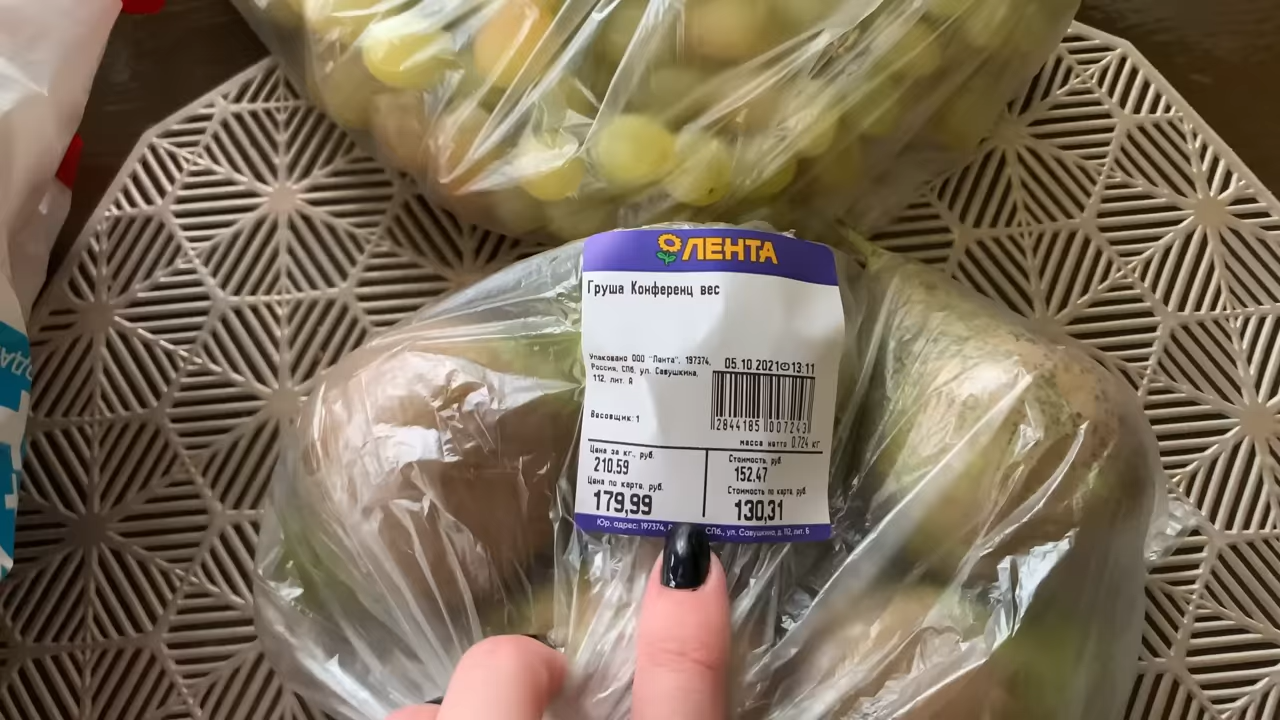 ЛЕНТА
Груша Конференц вес
Упаковано ООО "Лента", 197374,
Россия, СПб, ул. Савушкина,
112, лит. А
05.10.2021 13:11
2844185 007243
Весовщик: 1
масса нетто 0.724 кг
Цена за кг., руб.
210.59
Цена по карте, руб.
179,99
Стоимость, руб
152,47
Стоимость по карте, руб.
130,31
Юр. адрес: 197374, СПб., ул. Савушкина, д. 112, лит. Б